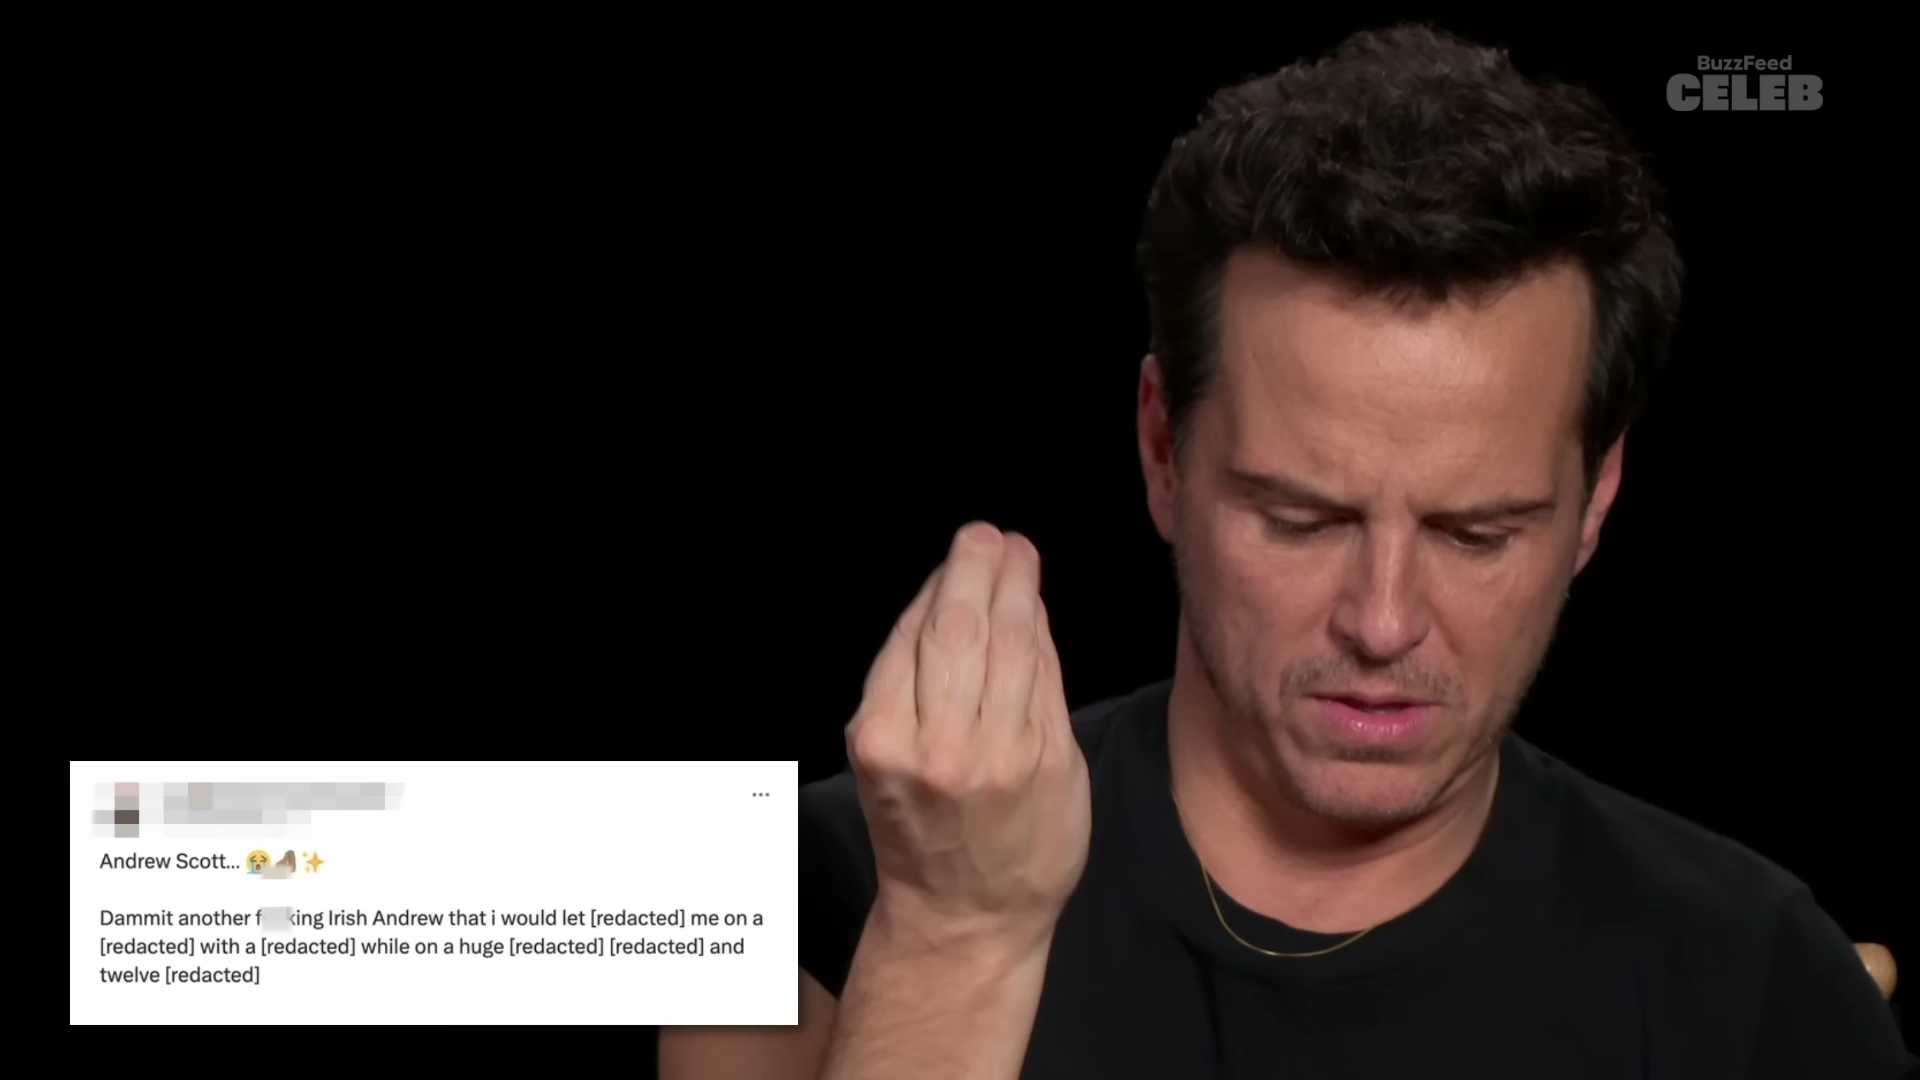 BuzzFeed
CELEB
Andrew Scott... 😭✨
Dammit another f king Irish Andrew that i would let [redacted] me on a
[redacted] with a [redacted] while on a huge [redacted] [redacted] and
twelve [redacted]